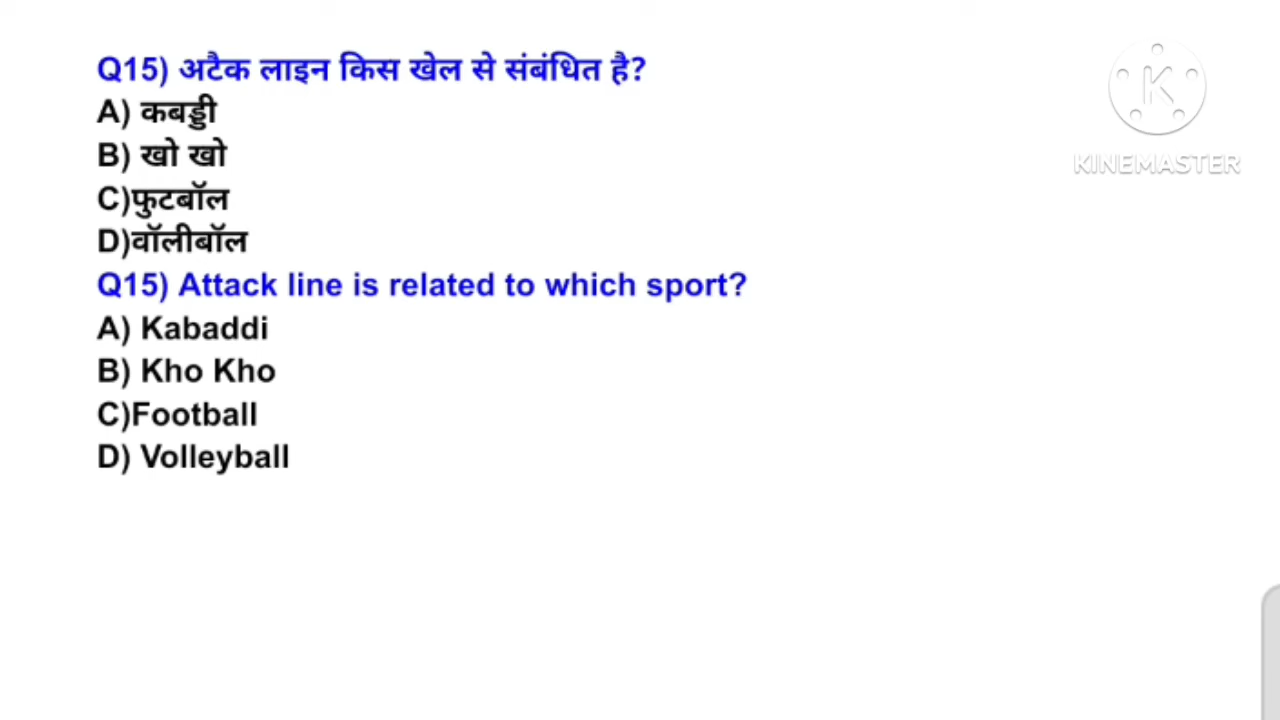 Q15) अटैक लाइन किस खेल से संबंधित है?
A) कबड्डी
B) खो खो
C)फुटबॉल
D)वॉलीबॉल
Q15) Attack line is related to which sport?
A) Kabaddi
B) Kho Kho
C)Football
D) Volleyball
K
KINEMASTER